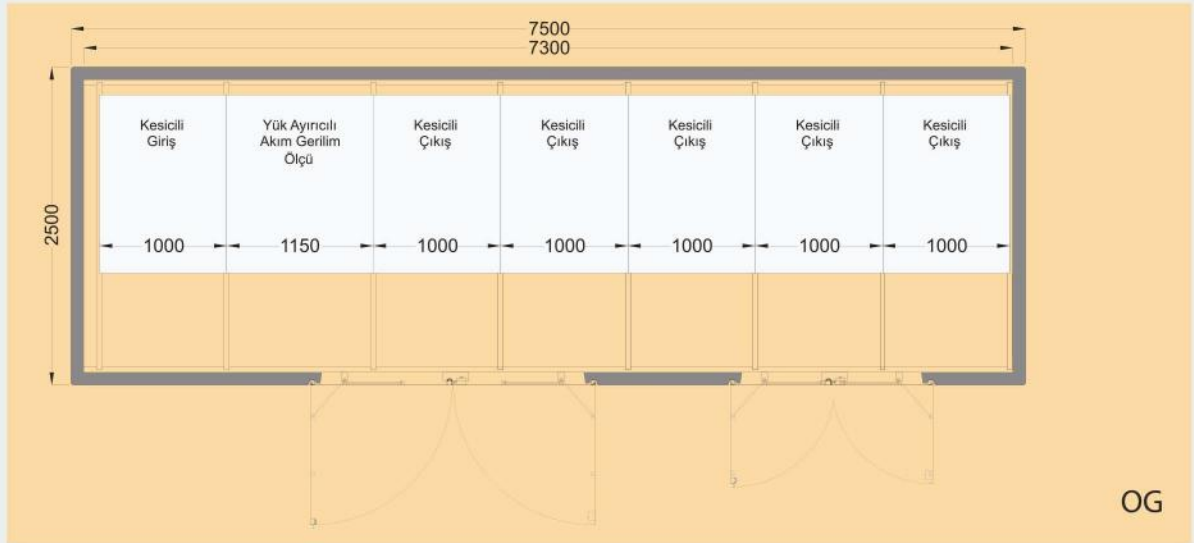 7500
7300
Kesicili
Giriş
Yük Ayırıcılı
Akım Gerilim
Ölçü
Kesicili
Çıkış
Kesicili
Çıkış
Kesicili
Çıkış
Kesicili
Çıkış
Kesicili
Çıkış
2500
1000
1150
1000
1000
1000
1000
1000
OG